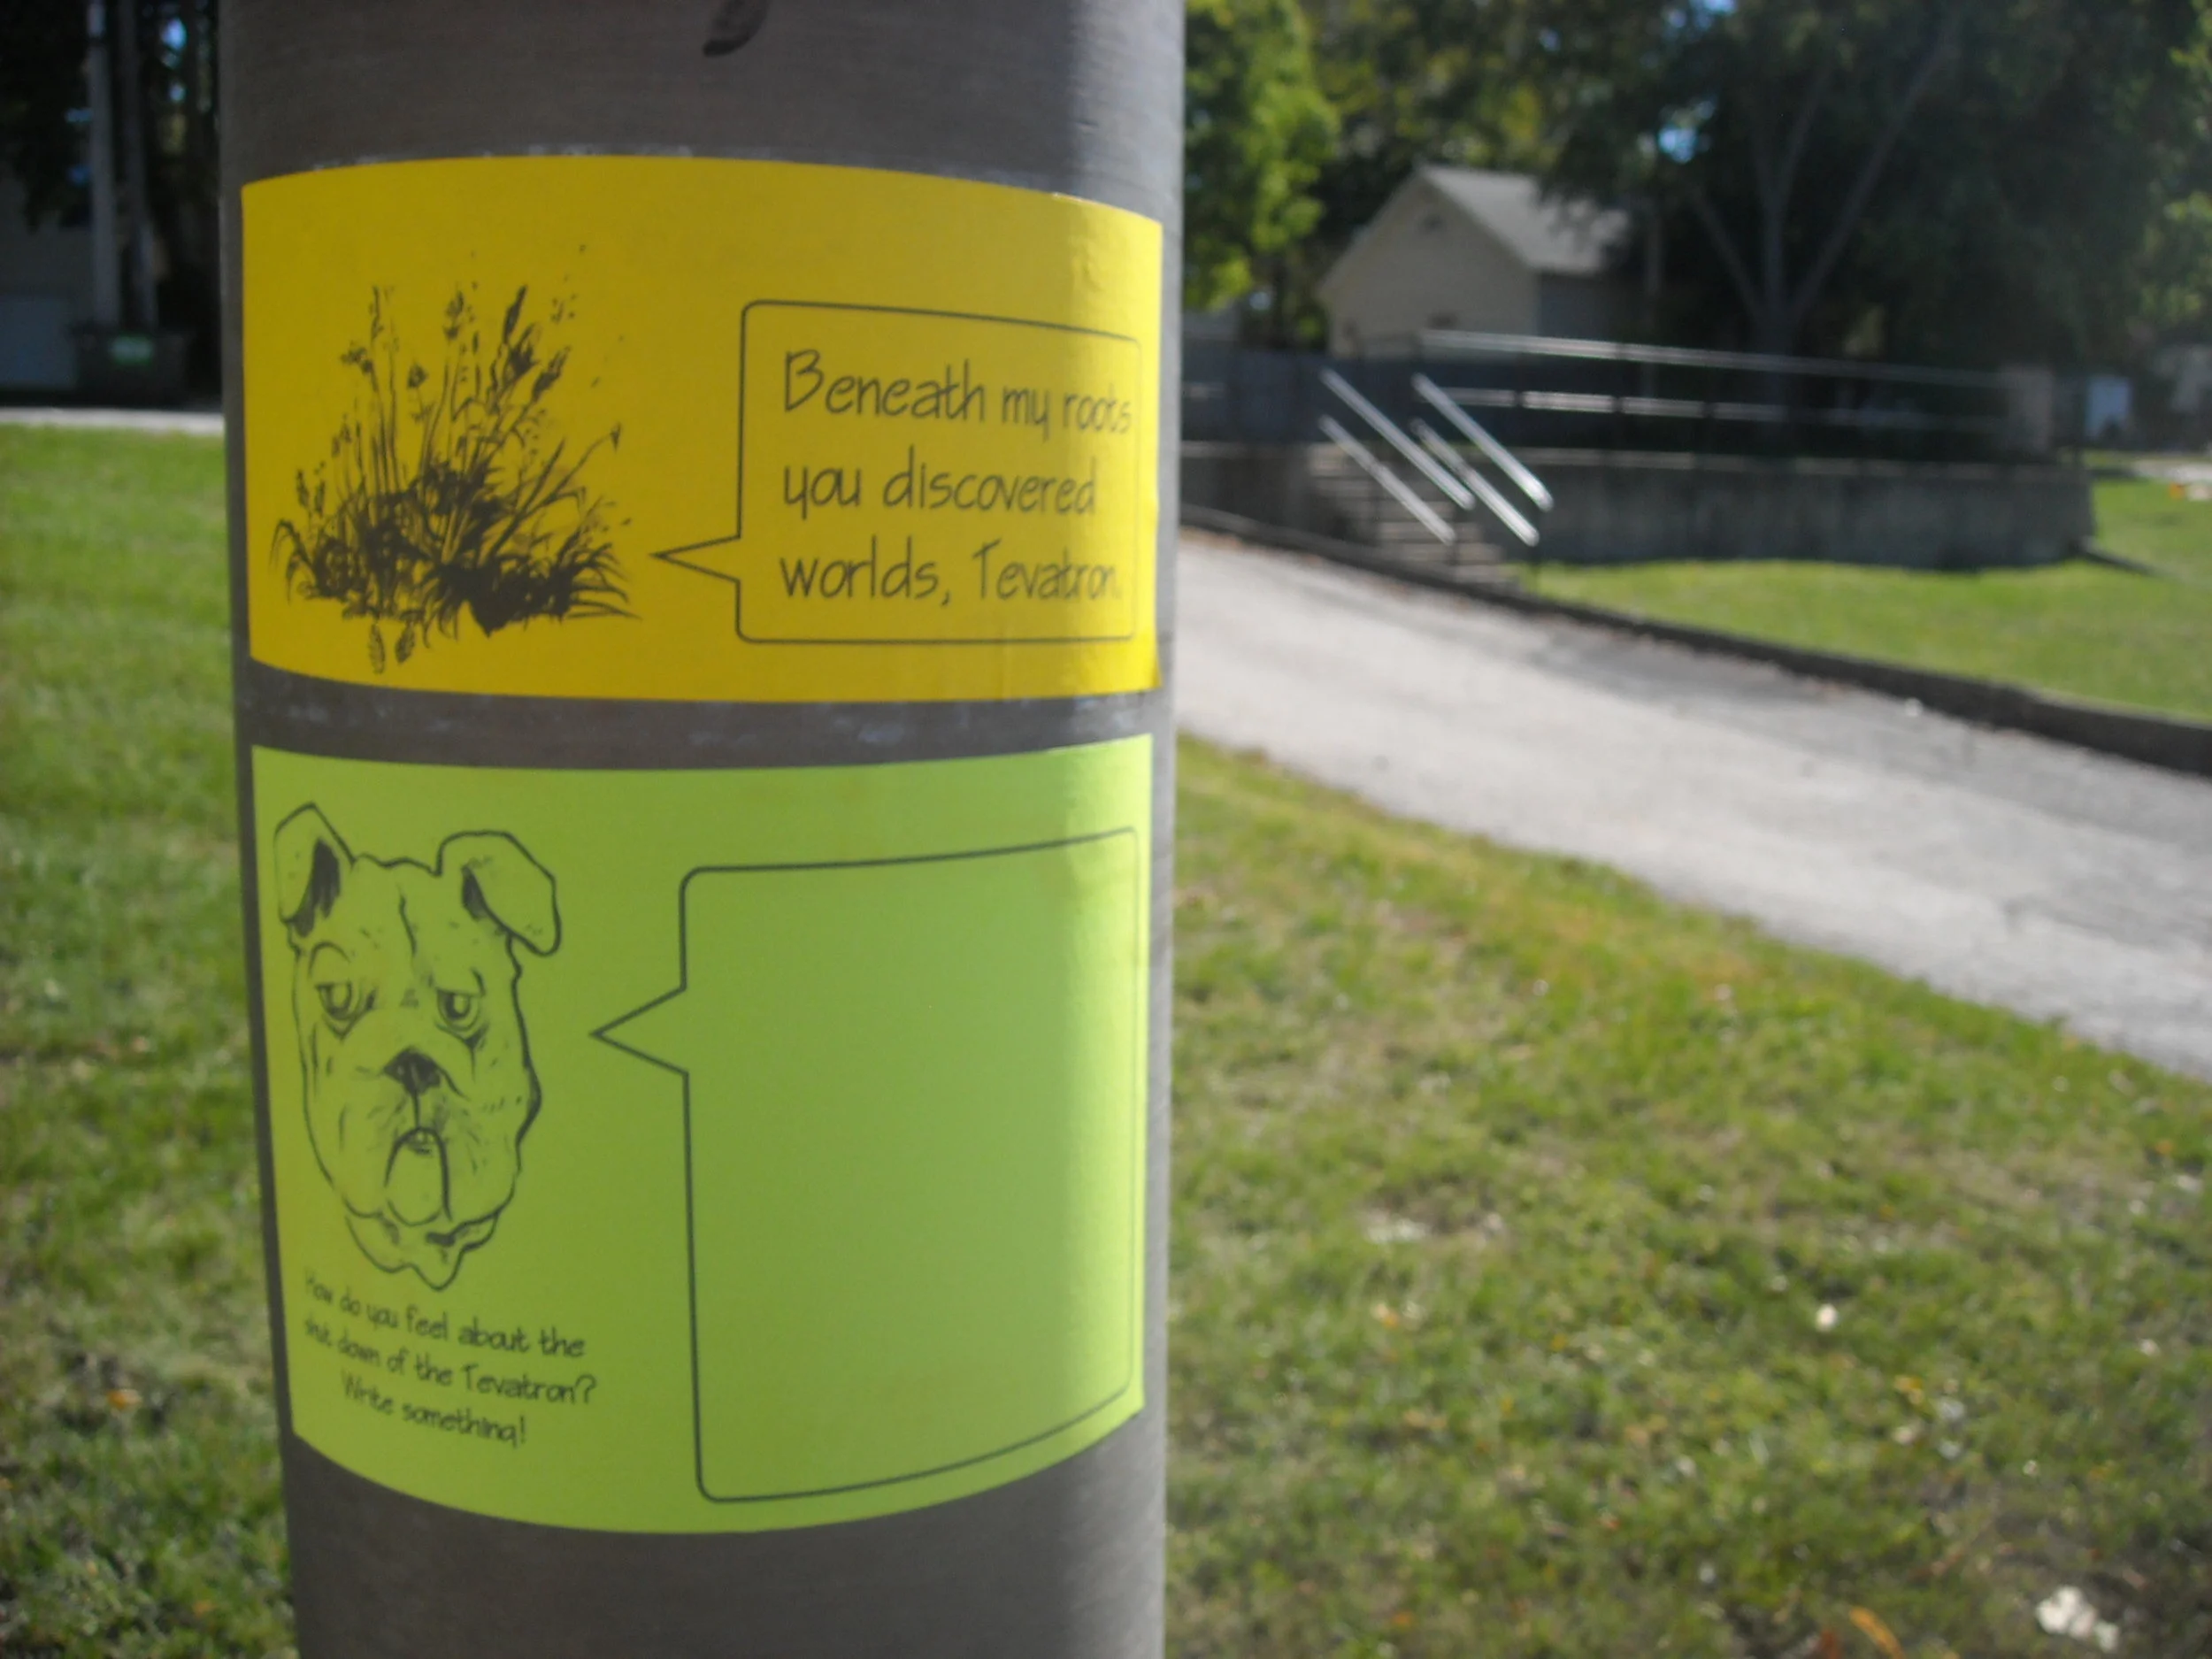 Beneath my roots
you discovered
worlds, Tevatron.
How do you feel about the
shut down of the Tevatron?
Write something!